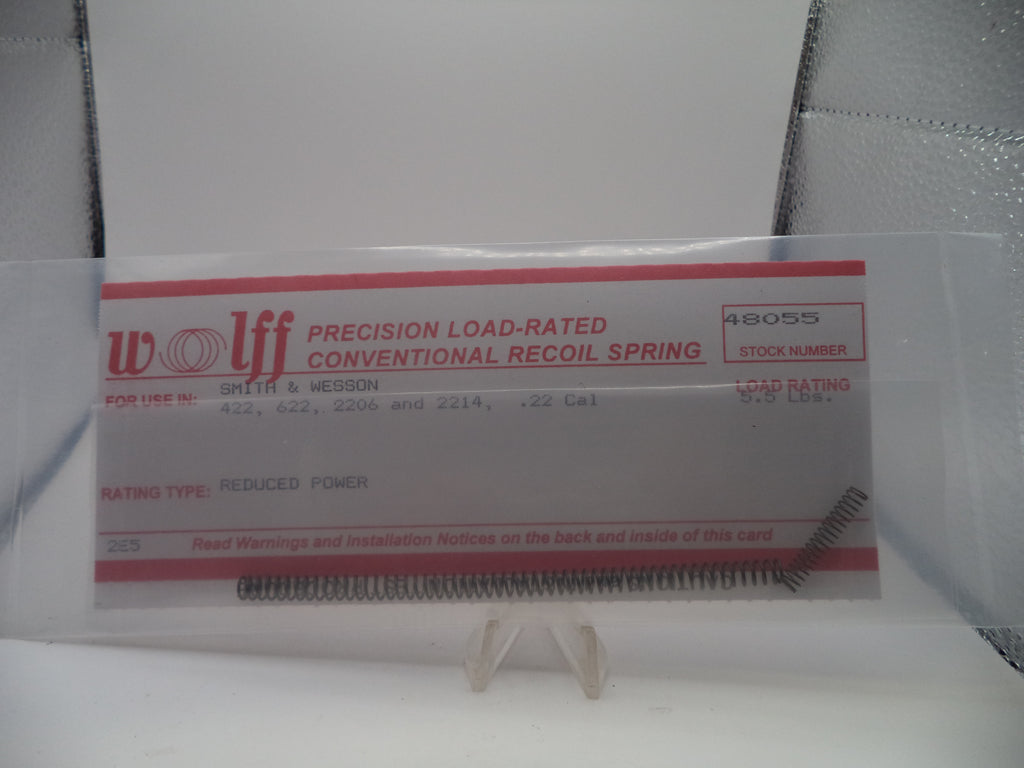 wolff
PRECISION LOAD-RATED
CONVENTIONAL RECOIL SPRING
48055
STOCK NUMBER
FOR USE IN:
SMITH & WESSON
422, 622, 2206 and 2214, .22 Cal
LOAD RATING
5.5 Lbs.
RATING TYPE: REDUCED POWER
2E5
Read Warnings and Installation Notices on the back and inside of this card